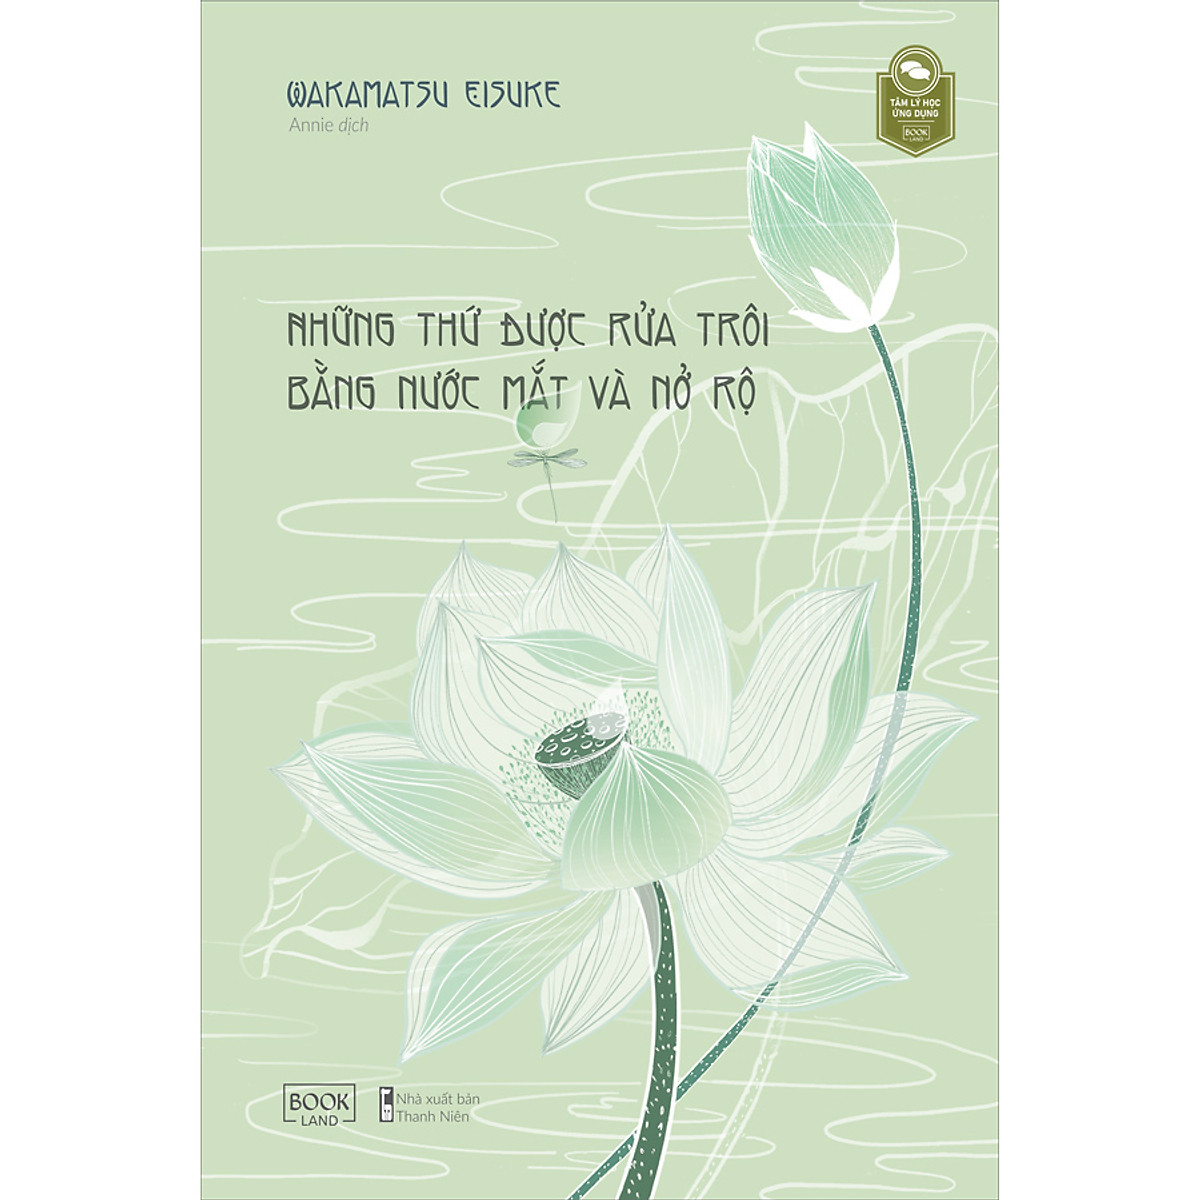 WAKAMATSU EISUKE
Annie dịch
TÂM LÝ HỌC
ỨNG DỤNG
BOOK
LAND
NHỮNG THỨ ĐƯỢC RỬA TRÔI
BẰNG NƯỚC MẮT VÀ NỞ RỘ
BOOK
LAND
Nhà xuất bản
Thanh Niên